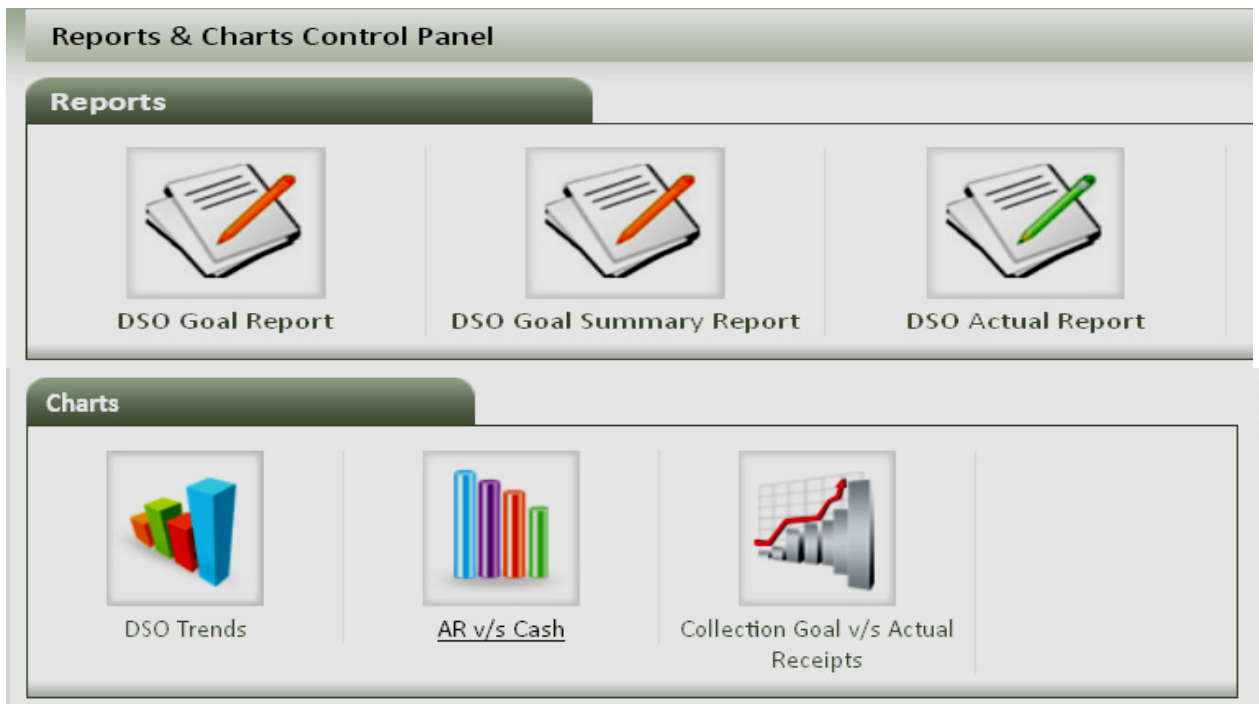 Reports & Charts Control Panel
Reports
DSO Goal Report
DSO Goal Summary Report
DSO Actual Report
Charts
DSO Trends
AR v/s Cash
Collection Goal v/s Actual
Receipts